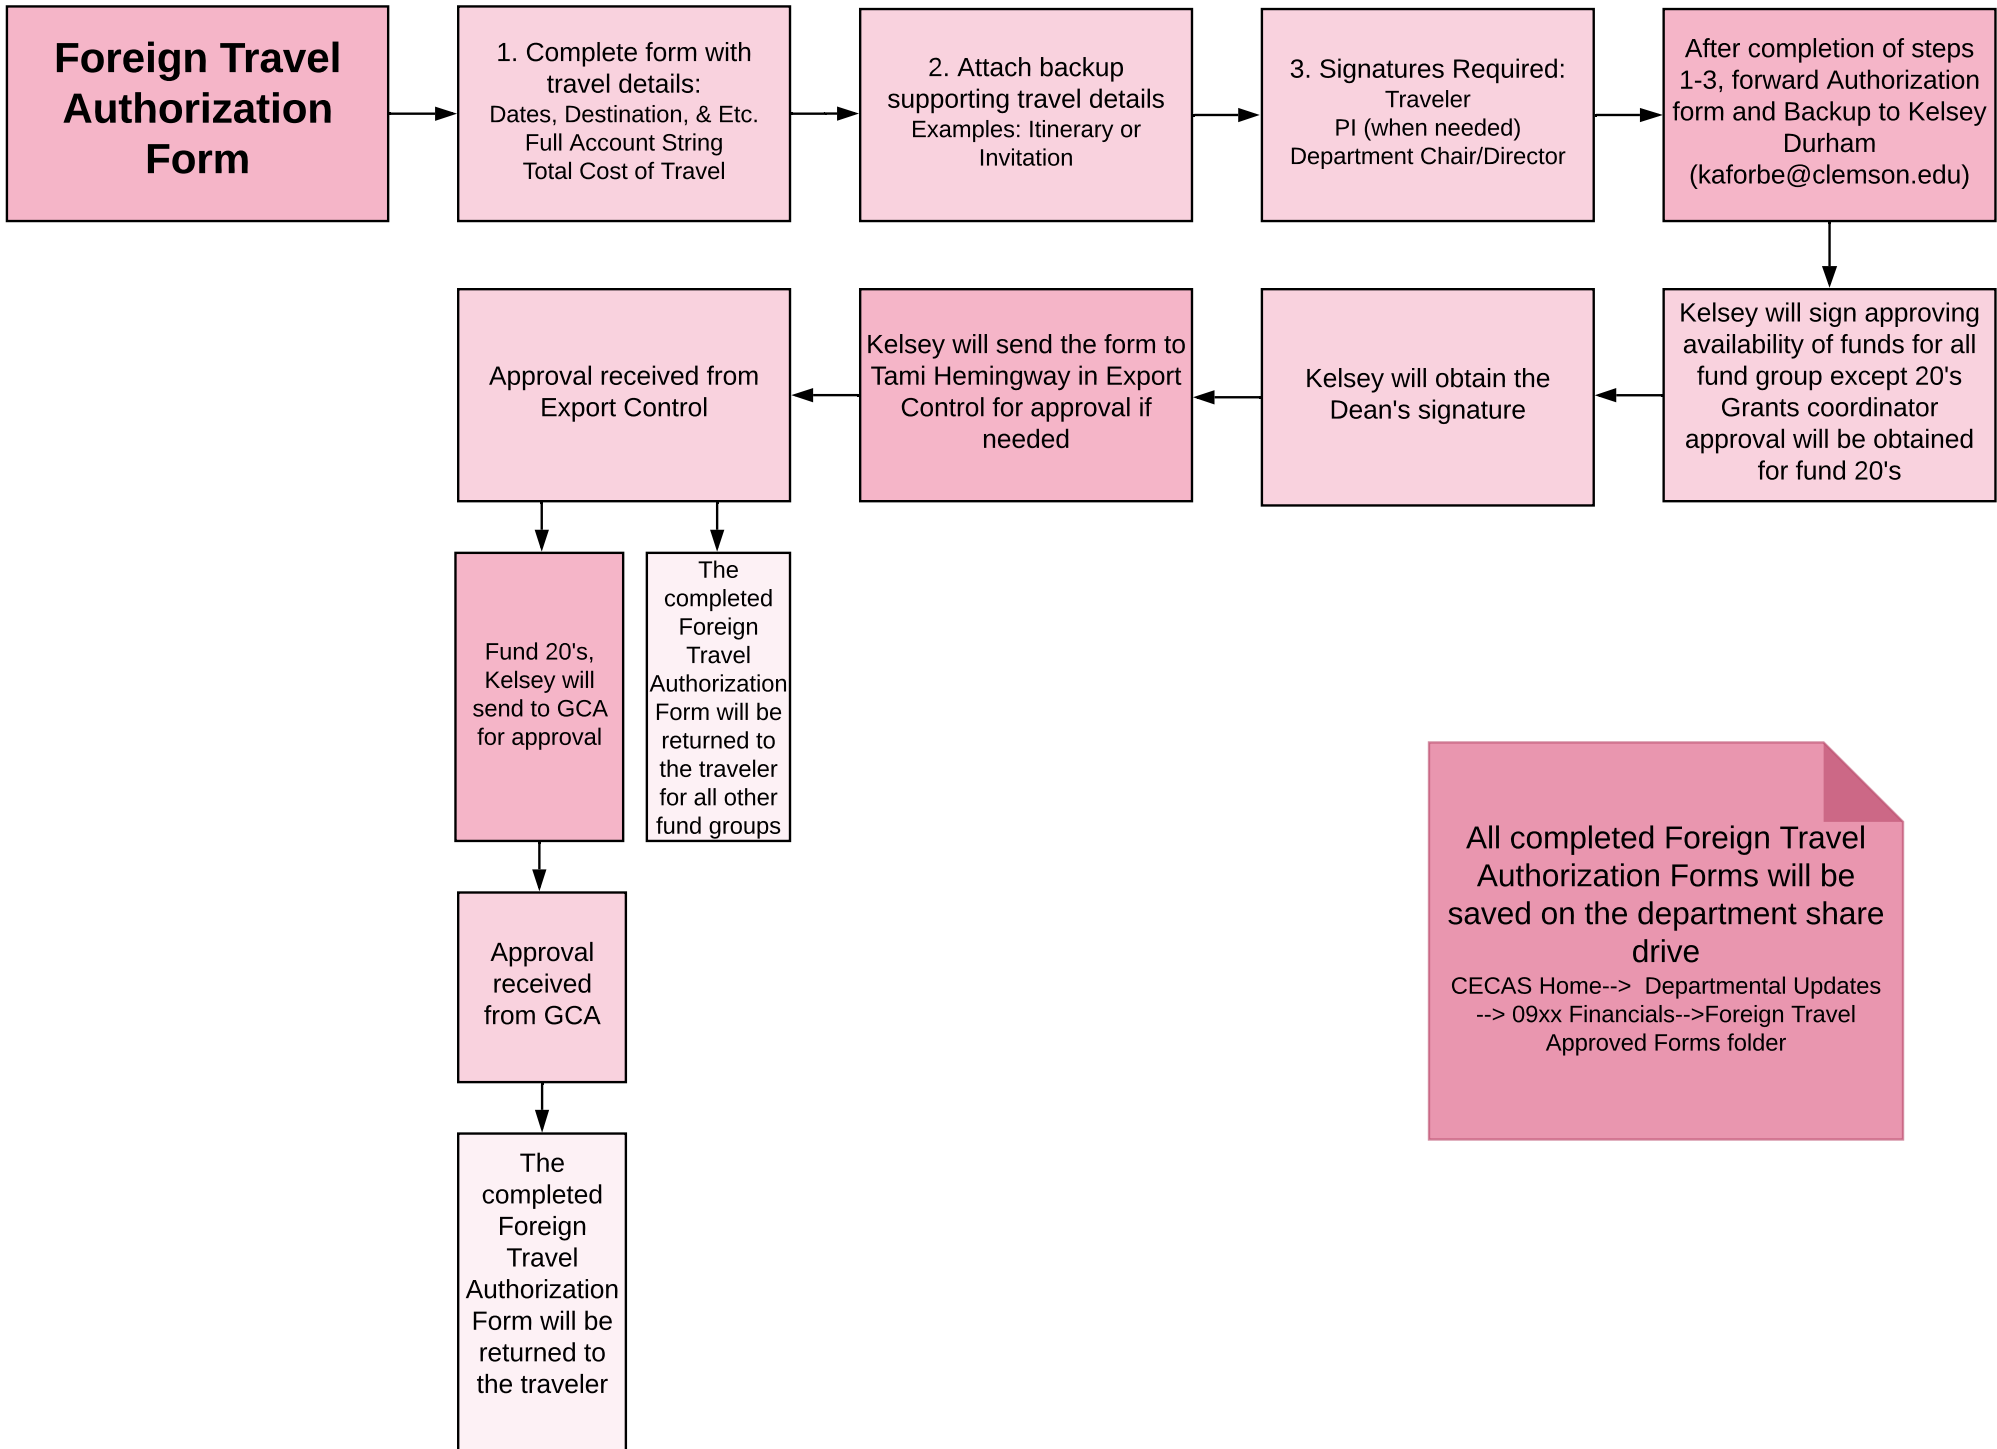 Foreign Travel
Authorization
Form
1. Complete form with
travel details:
Dates, Destination, & Etc.
Full Account String
Total Cost of Travel
2. Attach backup
supporting travel details
Examples: Itinerary or
Invitation
3. Signatures Required:
Traveler
PI (when needed)
Department Chair/Director
After completion of steps
1-3, forward Authorization
form and Backup to Kelsey
Durham
(kaforbe@clemson.edu)
Kelsey will sign approving
availability of funds for all
fund group except 20's
Grants coordinator
approval will be obtained
for fund 20's
Kelsey will obtain the
Dean's signature
Kelsey will send the form to
Tami Hemingway in Export
Control for approval if
needed
Approval received from
Export Control
Fund 20's,
Kelsey will
send to GCA
for approval
The
completed
Foreign
Travel
Authorization
Form will be
returned to
the traveler
for all other
fund groups
Approval
received
from GCA
The
completed
Foreign
Travel
Authorization
Form will be
returned to
the traveler
All completed Foreign Travel
Authorization Forms will be
saved on the department share
drive
CECAS Home-->  Departmental Updates
--> 09xx Financials-->Foreign Travel
Approved Forms folder